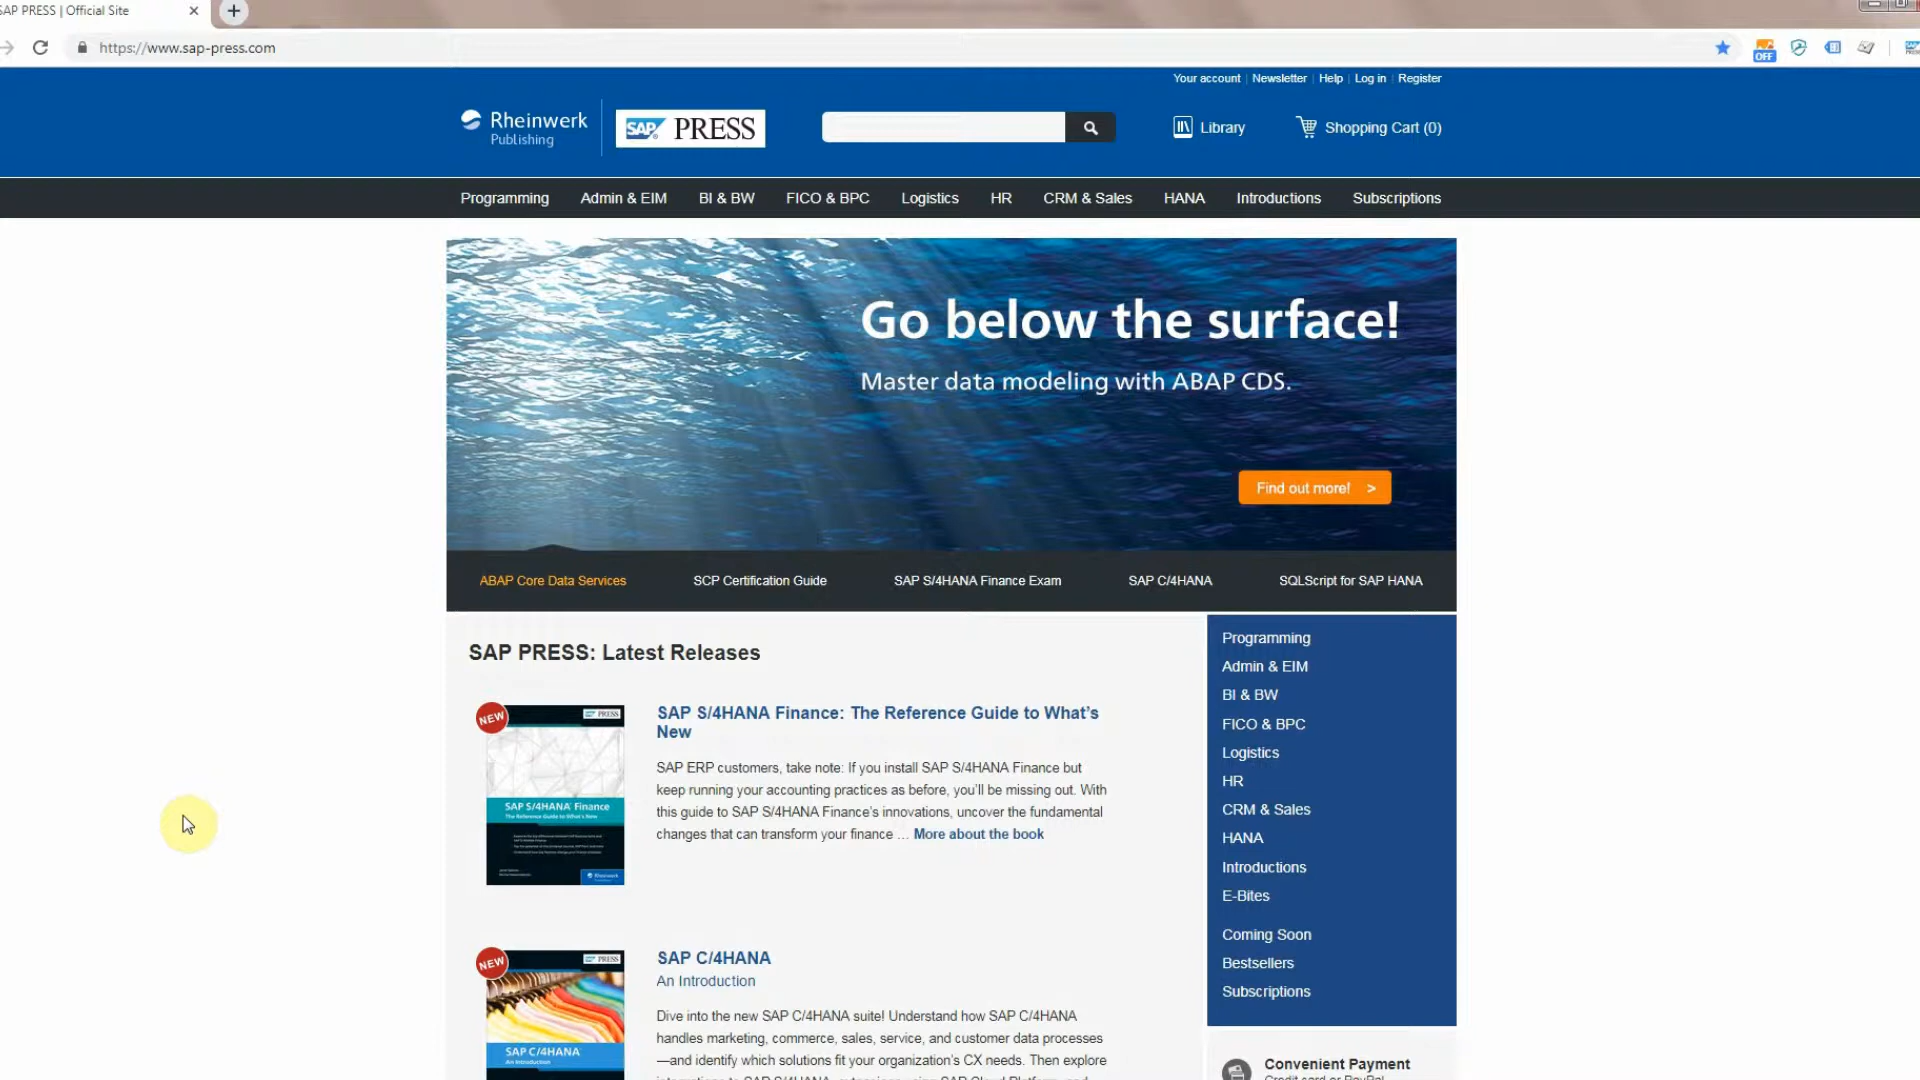 SAP PRESS | Official Site
https://www.sap-press.com
OFF
Your account | Newsletter | Help | Log in | Register
Rheinwerk
Publishing
SAP PRESS
Library
Shopping Cart (0)
Programming Admin & EIM BI & BW FICO & BPC Logistics HR CRM & Sales HANA Introductions Subscriptions
Go below the surface!
Master data modeling with ABAP CDS.
Find out more! >
ABAP Core Data Services SCP Certification Guide SAP S/4HANA Finance Exam SAP C/4HANA SQLScript for SAP HANA
SAP PRESS: Latest Releases
NEW
PRESS
SAP S/4HANA Finance
The Reference Guide to What's New
Rheinwerk
SAP S/4HANA Finance: The Reference Guide to What's
New
SAP ERP customers, take note: If you install SAP S/4HANA Finance but
keep running your accounting practices as before, you'll be missing out. With
this guide to SAP S/4HANA Finance's innovations, uncover the fundamental
changes that can transform your finance … More about the book
NEW
PRESS
SAP C/4HANA
An Introduction
SAP C/4HANA
An Introduction
Dive into the new SAP C/4HANA suite! Understand how SAP C/4HANA
handles marketing, commerce, sales, service, and customer data processes
—and identify which solutions fit your organization's CX needs. Then explore
Programming
Admin & EIM
BI & BW
FICO & BPC
Logistics
HR
CRM & Sales
HANA
Introductions
E-Bites
Coming Soon
Bestsellers
Subscriptions
Convenient Payment
Credit card or PayPal